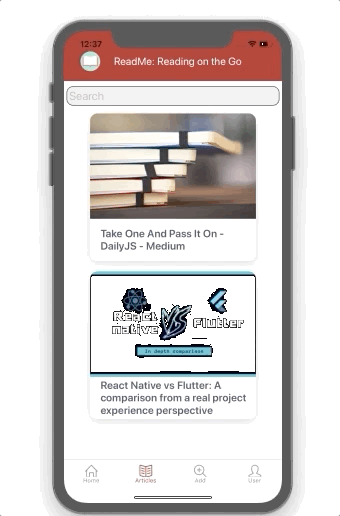 12:37
ReadMe: Reading on the Go
Search
Take One And Pass It On -
DailyJS - Medium
React
native
VS
Flutter
In depth comparison
React Native vs Flutter: A
comparison from a real project
experience perspective
Home
Articles
Add
User